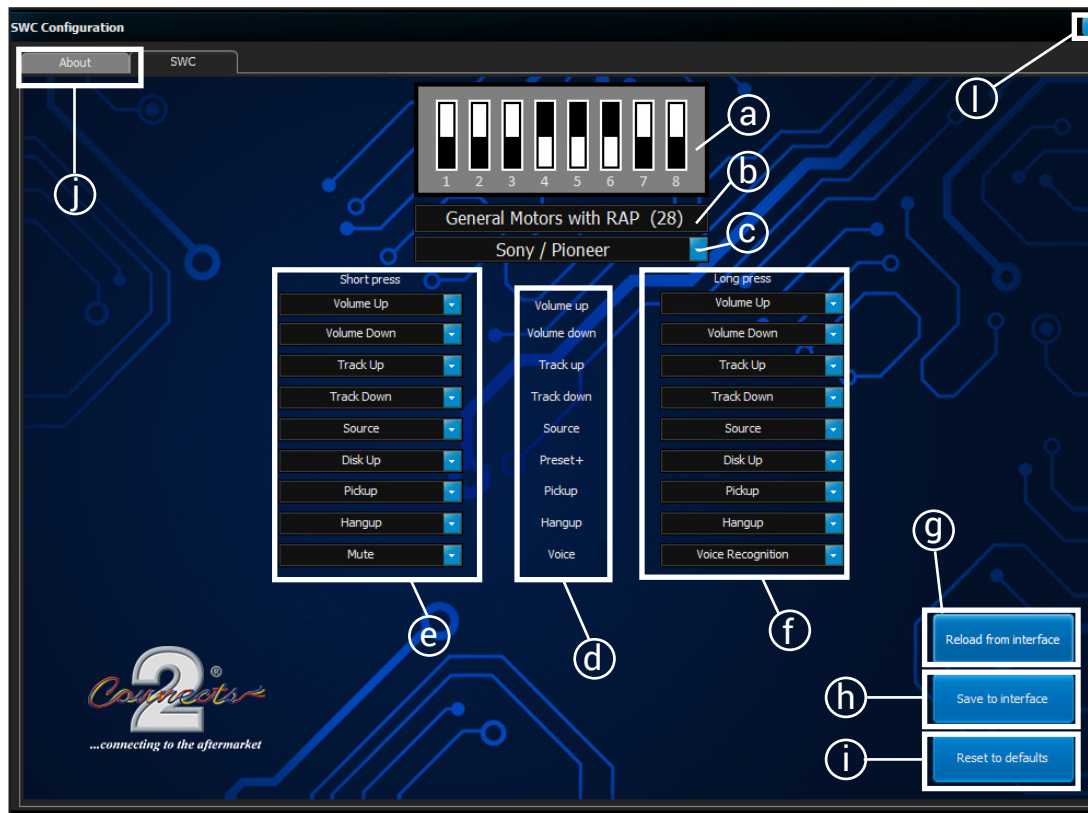 SWC Configuration
About SWC
l
a
j
1 2 3 4 5 6 7 8
b
General Motors with RAP (28)
c
Sony / Pioneer
Short press Long press
Volume Up Volume up Volume Up
Volume Down Volume down Volume Down
Track Up Track up Track Up
Track Down Track down Track Down
Source Source Source
Disk Up Preset+ Disk Up
Pickup Pickup Pickup
Hangup Hangup Hangup
Mute Voice Voice Recognition
g
e d f
Reload from interface
h
Save to interface
i
Reset to defaults
Connects 2 ®
...connecting to the aftermarket